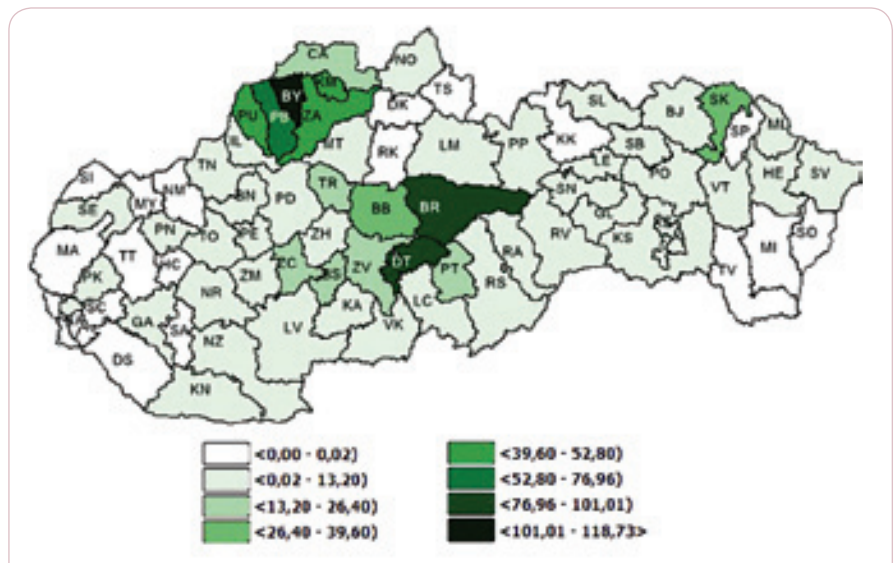 CA
NO
TS
KM
BY
DK
PU
PB
ZA
SL
BJ
SK
SP
ML
IL
MT
RK
LM
PP
KK
SB
LE
HE
SV
TN
TR
SN
PO
VT
SI
NM
BN
PD
SE
MY
BB
BR
GL
PN
TO
PE
ZH
RV
KS
SO
MA
TT
HC
ZM
ZC
BS
ZV
DT
PT
RA
RS
MI
TV
PK
SC
NR
KA
LC
GA
SA
NZ
LV
VK
DS
KN
<0,00 - 0,02)
<0,02 - 13,20)
<13,20 - 26,40)
<26,40 - 39,60)
<39,60 - 52,80)
<52,80 - 76,96)
<76,96 - 101,01)
<101,01 - 118,73>